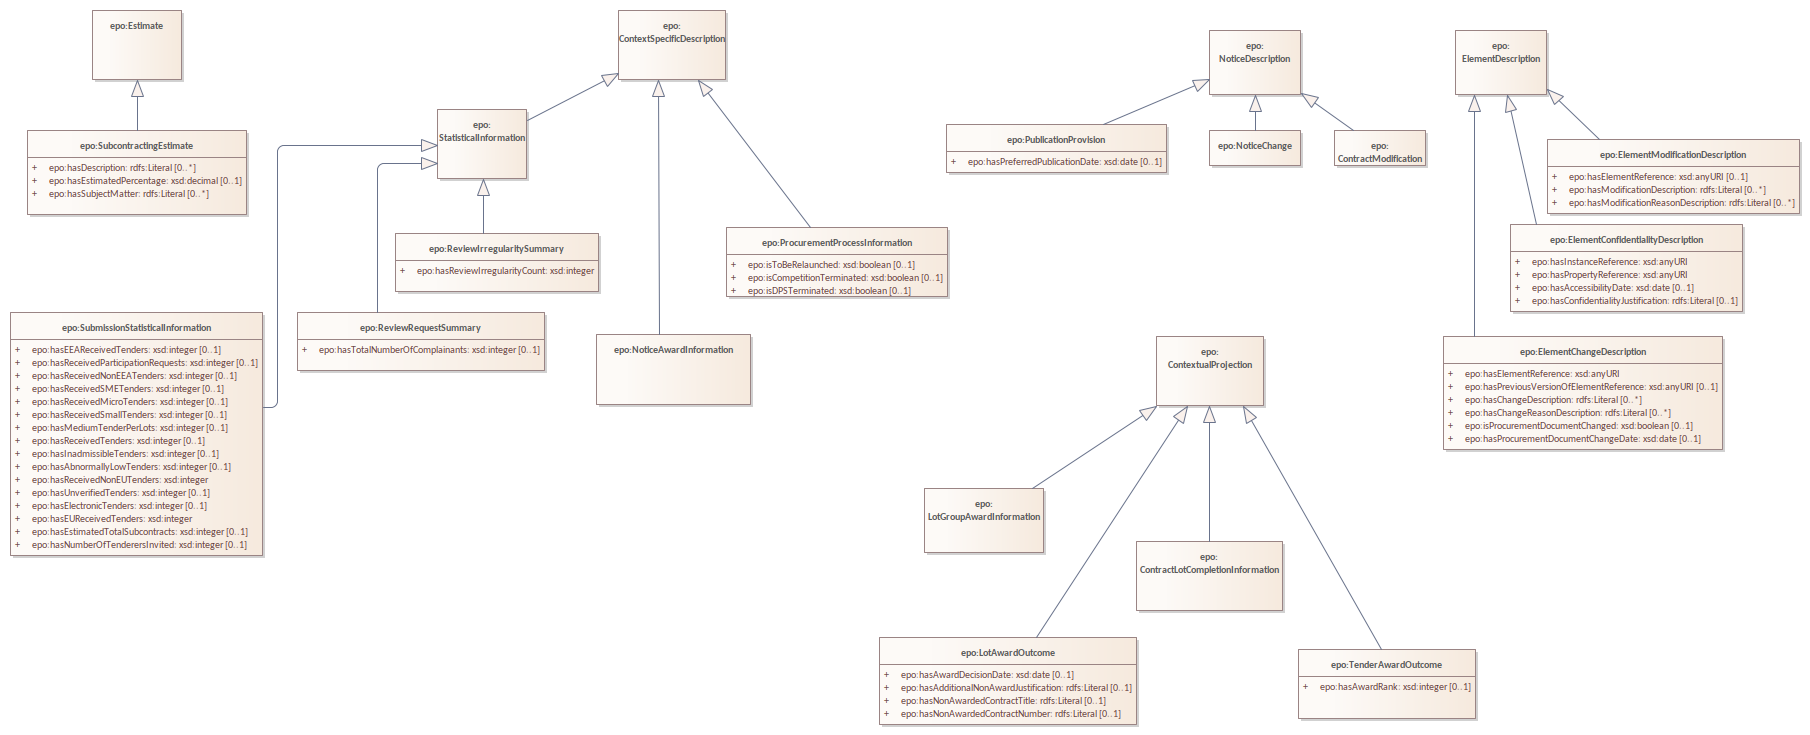 epo:Estimate
epo:SubcontractingEstimate
+ epo:hasDescription: rdfs:Literal [0..*]
+ epo:hasEstimatedPercentage: xsd:decimal [0..1]
+ epo:hasSubjectMatter: rdfs:Literal [0..*]
epo:
ContextSpecificDescription
epo:
StatisticalInformation
epo:ReviewIrregularitySummary
+ epo:hasReviewIrregularityCount: xsd:integer
epo:ReviewRequestSummary
+ epo:hasTotalNumberOfComplainants: xsd:integer [0..1]
epo:SubmissionStatisticalInformation
+ epo:hasEEAReceivedTenders: xsd:integer [0..1]
+ epo:hasReceivedParticipationRequests: xsd:integer [0..1]
+ epo:hasReceivedNonEEATenders: xsd:integer [0..1]
+ epo:hasReceivedSMETenders: xsd:integer [0..1]
+ epo:hasReceivedMicroTenders: xsd:integer [0..1]
+ epo:hasReceivedSmallTenders: xsd:integer [0..1]
+ epo:hasMediumTenderPerLots: xsd:integer [0..1]
+ epo:hasReceivedTenders: xsd:integer [0..1]
+ epo:hasInadmissibleTenders: xsd:integer [0..1]
+ epo:hasAbnormallyLowTenders: xsd:integer [0..1]
+ epo:hasReceivedNonEUTenders: xsd:integer
+ epo:hasUnverifiedTenders: xsd:integer [0..1]
+ epo:hasElectronicTenders: xsd:integer [0..1]
+ epo:hasEUReceivedTenders: xsd:integer
+ epo:hasEstimatedTotalSubcontracts: xsd:integer [0..1]
+ epo:hasNumberOfTenderersInvited: xsd:integer [0..1]
epo:ProcurementProcessInformation
+ epo:isToBeRelaunched: xsd:boolean [0..1]
+ epo:isCompetitionTerminated: xsd:boolean [0..1]
+ epo:isDPSTerminated: xsd:boolean [0..1]
epo:NoticeAwardInformation
epo:
NoticeDescription
epo:PublicationProvision
+ epo:hasPreferredPublicationDate: xsd:date [0..1]
epo:NoticeChange
epo:
ContractModification
epo:
ElementDescription
epo:ElementModificationDescription
+ epo:hasElementReference: xsd:anyURI [0..1]
+ epo:hasModificationDescription: rdfs:Literal [0..*]
+ epo:hasModificationReasonDescription: rdfs:Literal [0..*]
epo:ElementConfidentialityDescription
+ epo:hasInstanceReference: xsd:anyURI
+ epo:hasPropertyReference: xsd:anyURI
+ epo:hasAccessibilityDate: xsd:date [0..1]
+ epo:hasConfidentialityJustification: rdfs:Literal [0..1]
epo:ElementChangeDescription
+ epo:hasElementReference: xsd:anyURI
+ epo:hasPreviousVersionOfElementReference: xsd:anyURI [0..1]
+ epo:hasChangeDescription: rdfs:Literal [0..*]
+ epo:hasChangeReasonDescription: rdfs:Literal [0..*]
+ epo:isProcurementDocumentChanged: xsd:boolean [0..1]
+ epo:hasProcurementDocumentChangeDate: xsd:date [0..1]
epo:
ContextualProjection
epo:
LotGroupAwardInformation
epo:
ContractLotCompletionInformation
epo:LotAwardOutcome
+ epo:hasAwardDecisionDate: xsd:date [0..1]
+ epo:hasAdditionalNonAwardJustification: rdfs:Literal [0..1]
+ epo:hasNonAwardedContractTitle: rdfs:Literal [0..1]
+ epo:hasNonAwardedContractNumber: rdfs:Literal [0..1]
epo:TenderAwardOutcome
+ epo:hasAwardRank: xsd:integer [0..1]